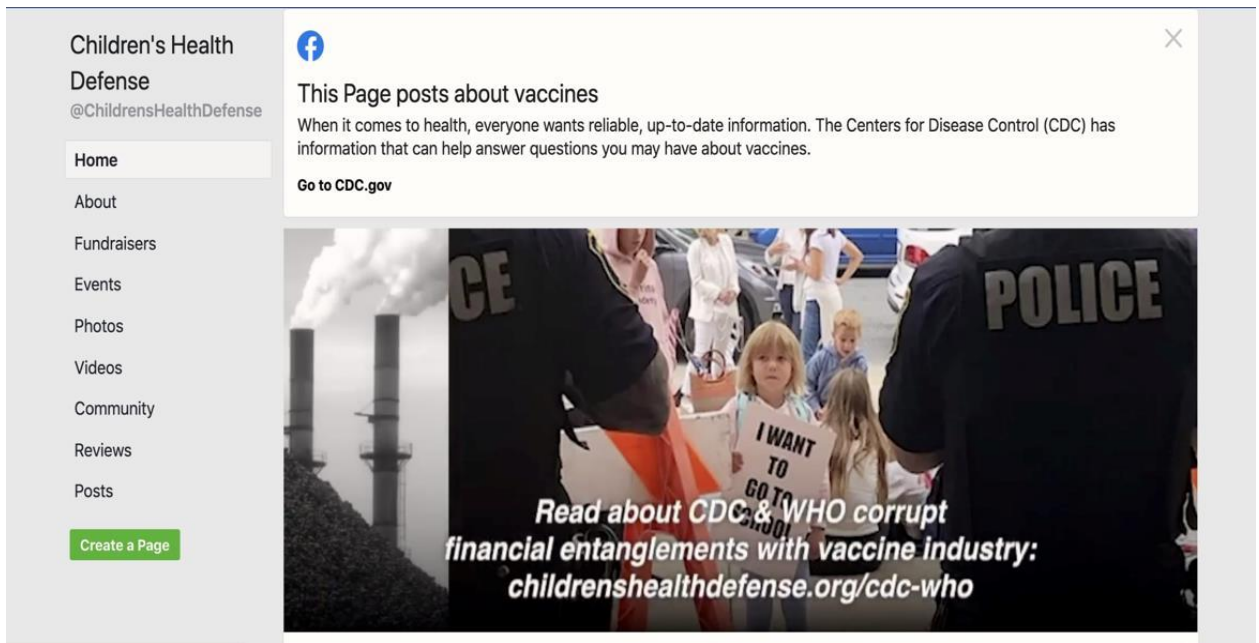 Children's Health
Defense
@ChildrensHealthDefense
Home
About
Fundraisers
Events
Photos
Videos
Community
Reviews
Posts
Create a Page
This Page posts about vaccines
When it comes to health, everyone wants reliable, up-to-date information. The Centers for Disease Control (CDC) has
information that can help answer questions you may have about vaccines.
Go to CDC.gov
CE
POLICE
I WANT
TO
GO TO
SCHOOL
Read about CDC & WHO corrupt
financial entanglements with vaccine industry:
childrenshealthdefense.org/cdc-who